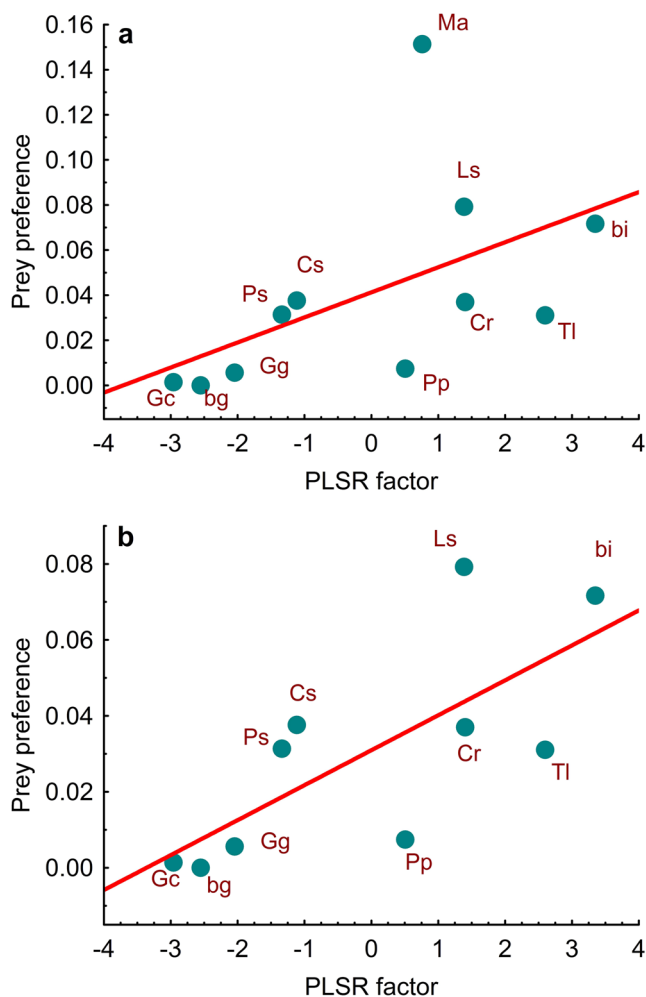 a
Ma
0.16
0.14
0.12
0.10
0.08
0.06
0.04
0.02
0.00
Prey preference
Ls
bi
Cs
Ps
Cr
Tl
Gg
Pp
Gc
bg
-4 -3 -2 -1 0 1 2 3 4
PLSR factor
b
Ls
bi
0.08
0.06
0.04
0.02
0.00
Prey preference
Cs
Ps
Cr
Tl
Gg
Pp
Gc
bg
-4 -3 -2 -1 0 1 2 3 4
PLSR factor